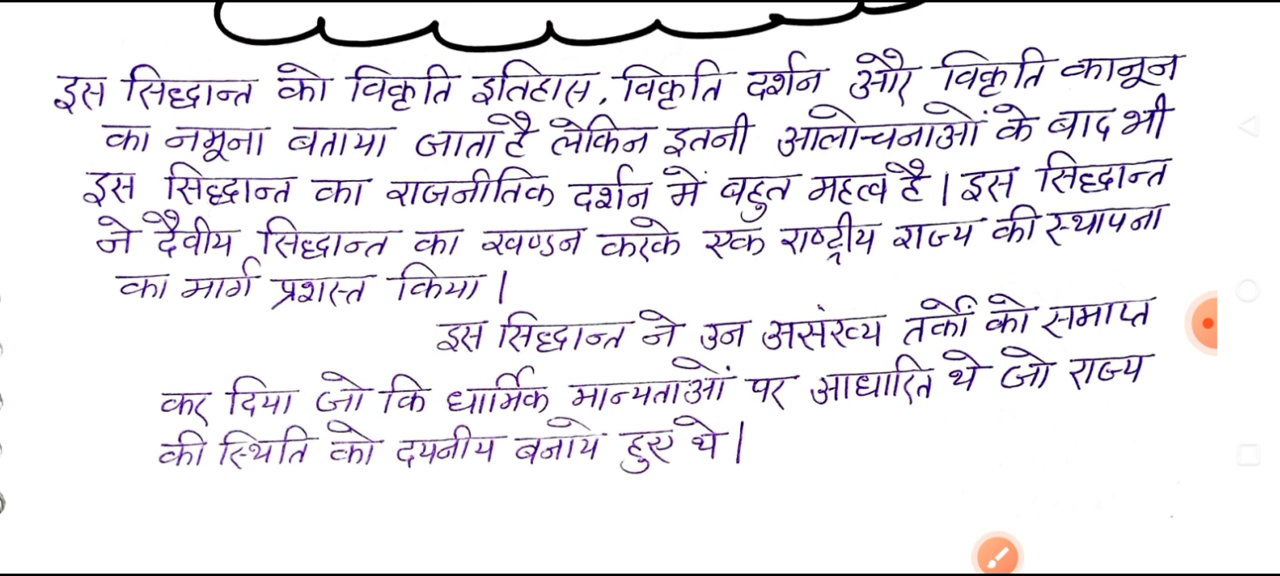 इस सिद्धान्त को विकृति इतिहास, विकृति दर्शन और विकृति कानून
का नमूना बताया जाता है लेकिन इतनी आलोचनाओं के बाद भी
इस सिद्धान्त का राजनीतिक दर्शन में बहुत महत्व है। इस सिद्धान्त
ने दैवीय सिद्धान्त का खण्डन करके एक राष्ट्रीय राज्य की स्थापना
का मार्ग प्रशस्त किया।
इस सिद्धान्त ने उन असंख्य तर्कों को समाप्त
कर दिया जो कि धार्मिक मान्यताओं पर आधारित थे जो राज्य
की स्थिति को दयनीय बनाये हुए थे।